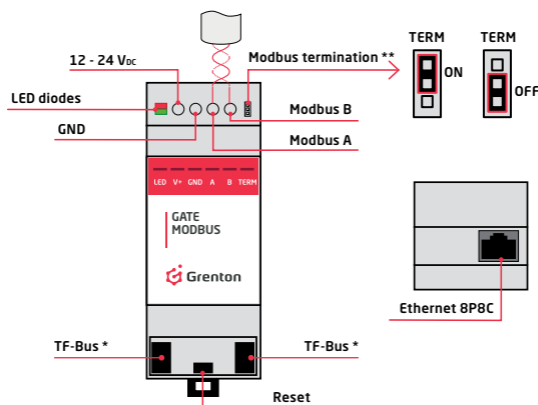 TERM
TERM
12 - 24 VDC
Modbus termination **
ON
OFF
LED diodes
Modbus B
GND
Modbus A
LED V+ GND A B TERM
GATE
MODBUS
Grenton
Ethernet 8P8C
TF-Bus *
TF-Bus *
Reset